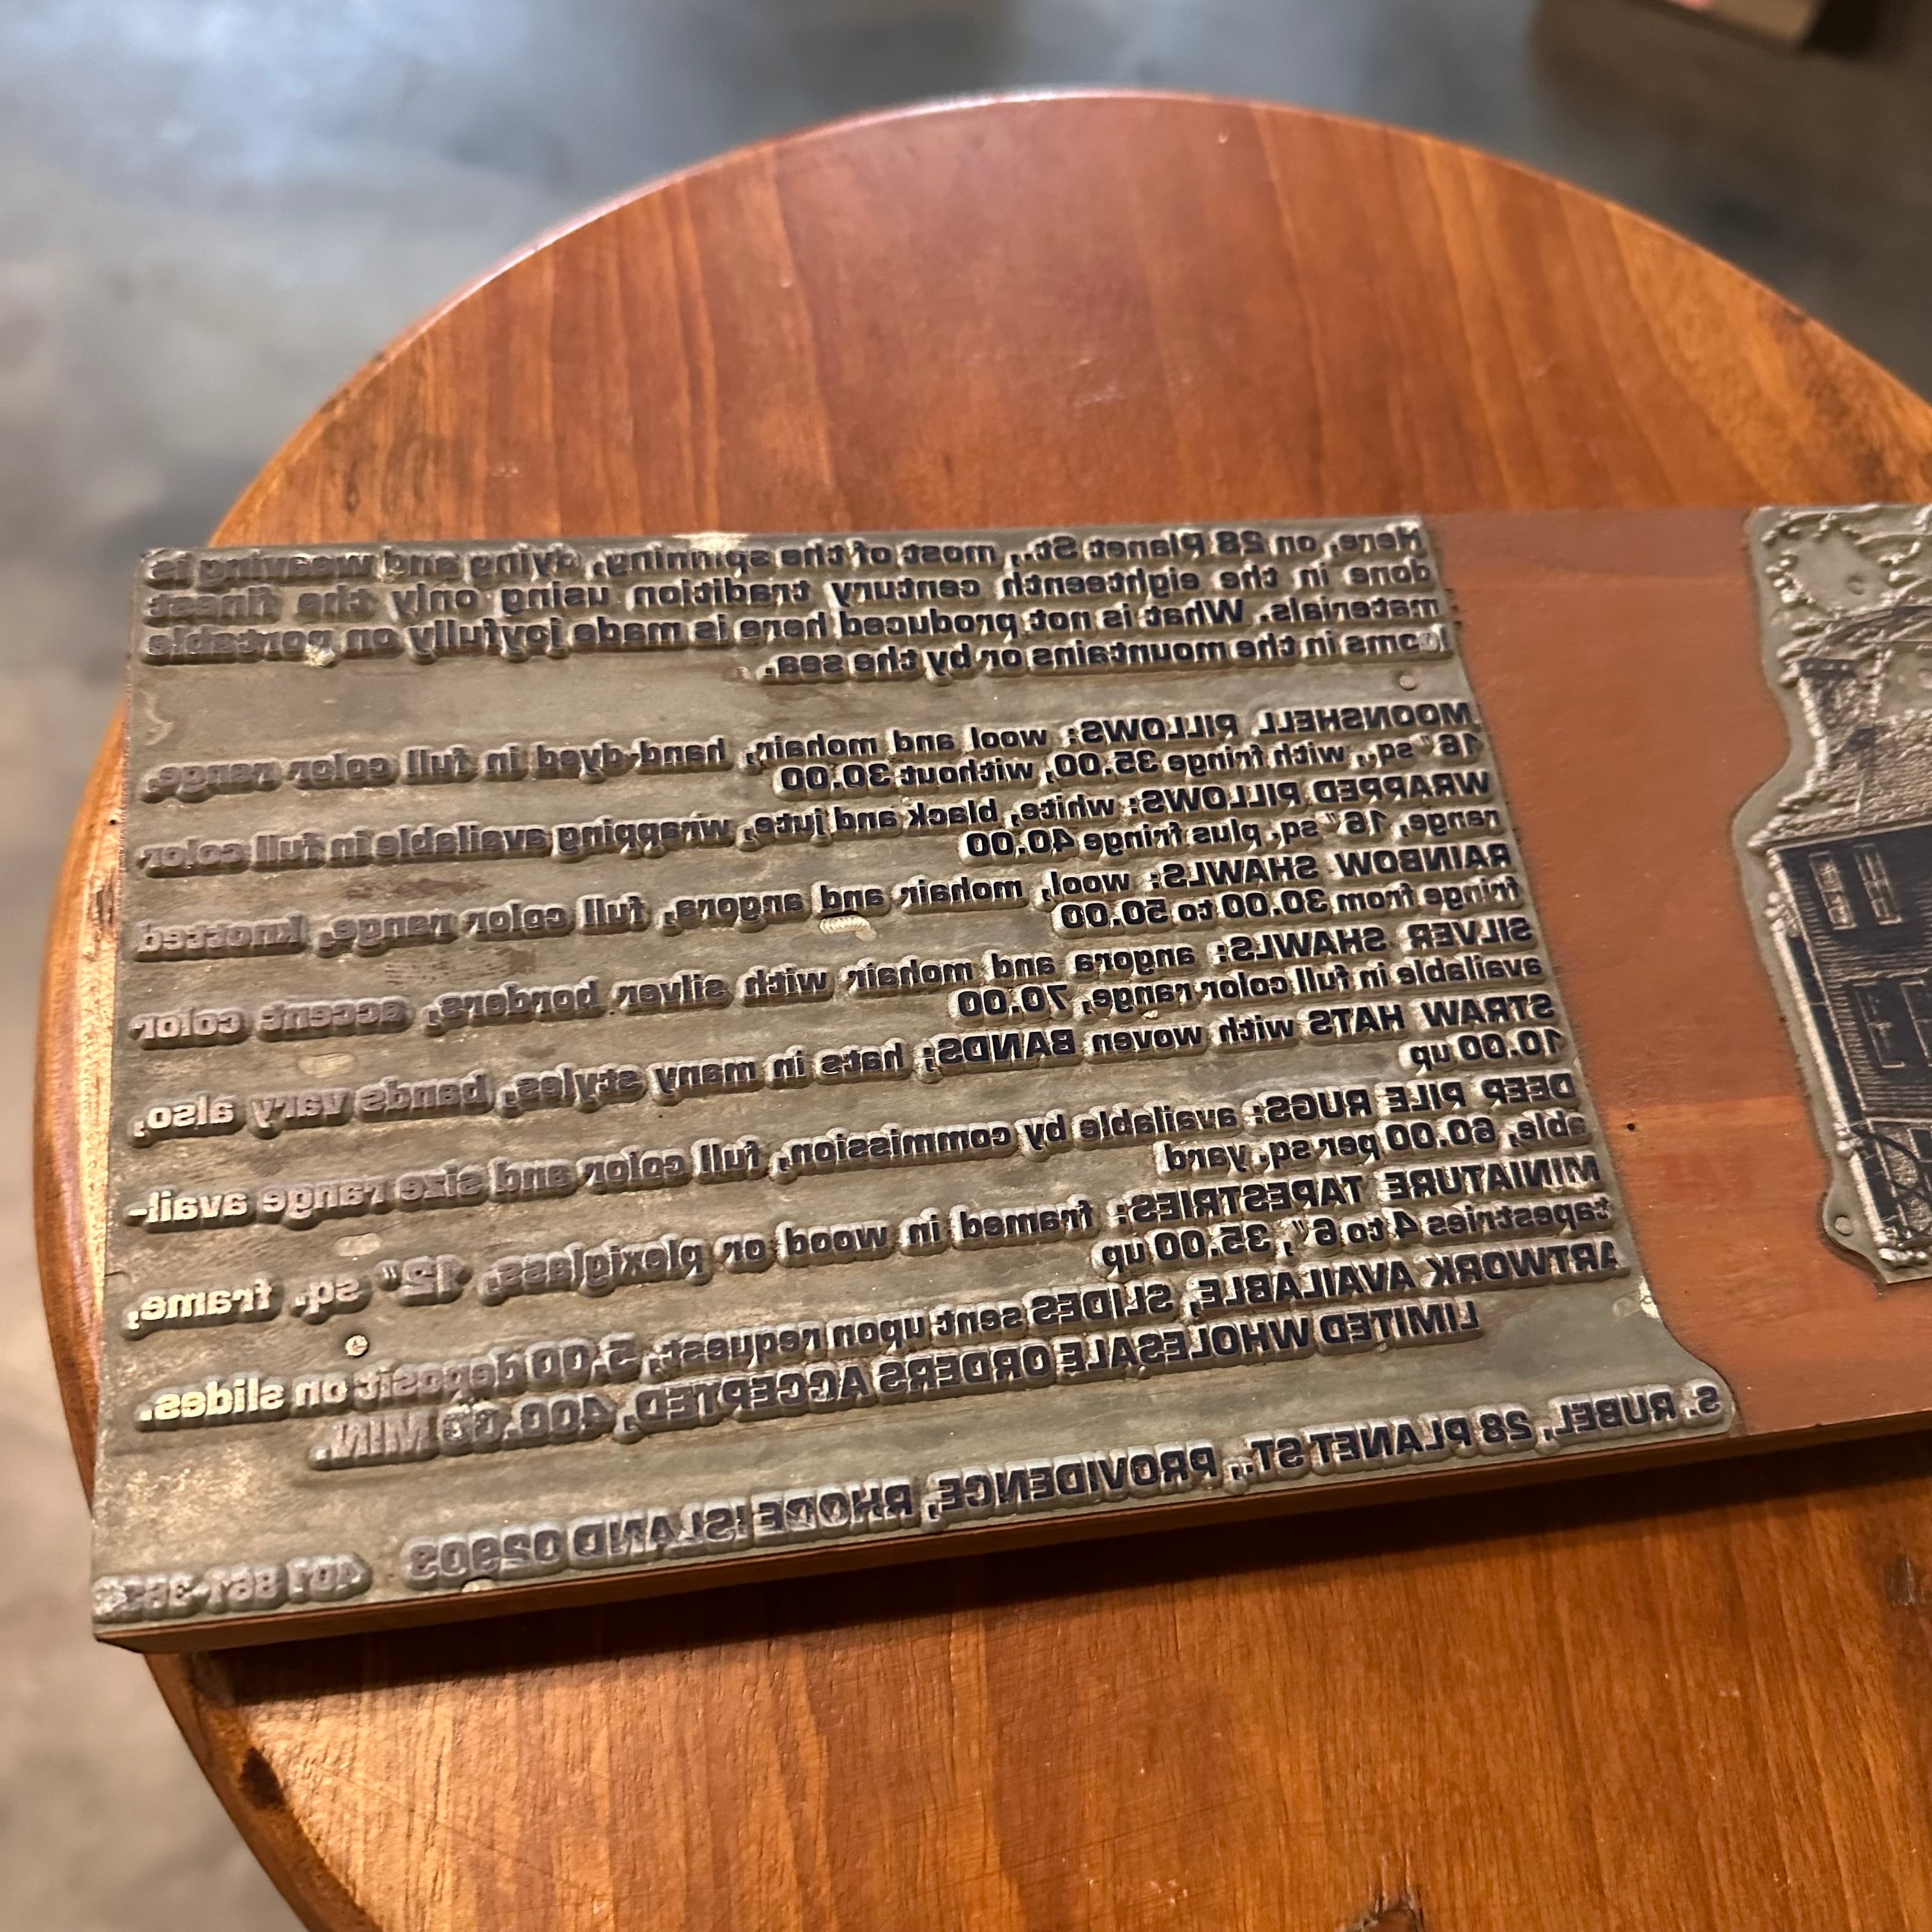 Here, on 28 Planet St., most of the spinning, dying and weaving is
done in the eighteenth century tradition using only the finest
materials. What is not produced here is made joyfully on portable
looms in the mountains or by the sea.
MOONSHELL PILLOWS: wool and mohair, hand-dyed in full color range,
16" sq., with fringe 35.00, without 30.00
WRAPPED PILLOWS: white, black and jute, wrapping available in full color
range, 16" sq. plus fringe 40.00
RAINBOW SHAWLS: wool, mohair and angora, full color range, knotted
fringe from 30.00 to 50.00
SILVER SHAWLS: angora and mohair with silver borders, accent color
available in full color range, 70.00
STRAW HATS with woven BANDS; hats in many styles, bands vary also,
10.00 up
DEEP PILE RUGS: available by commission, full color and size range avail-
able, 60.00 per sq. yard
MINIATURE TAPESTRIES: framed in wood or plexiglass, 12" sq. frame,
tapestries 4 to 6", 35.00 up
ARTWORK AVAILABLE, SLIDES sent upon request, 5.00 deposit on slides.
LIMITED WHOLESALE ORDERS ACCEPTED, 400.00 MIN.
S. RUBEL, 28 PLANET ST., PROVIDENCE, RHODE ISLAND 02903 401